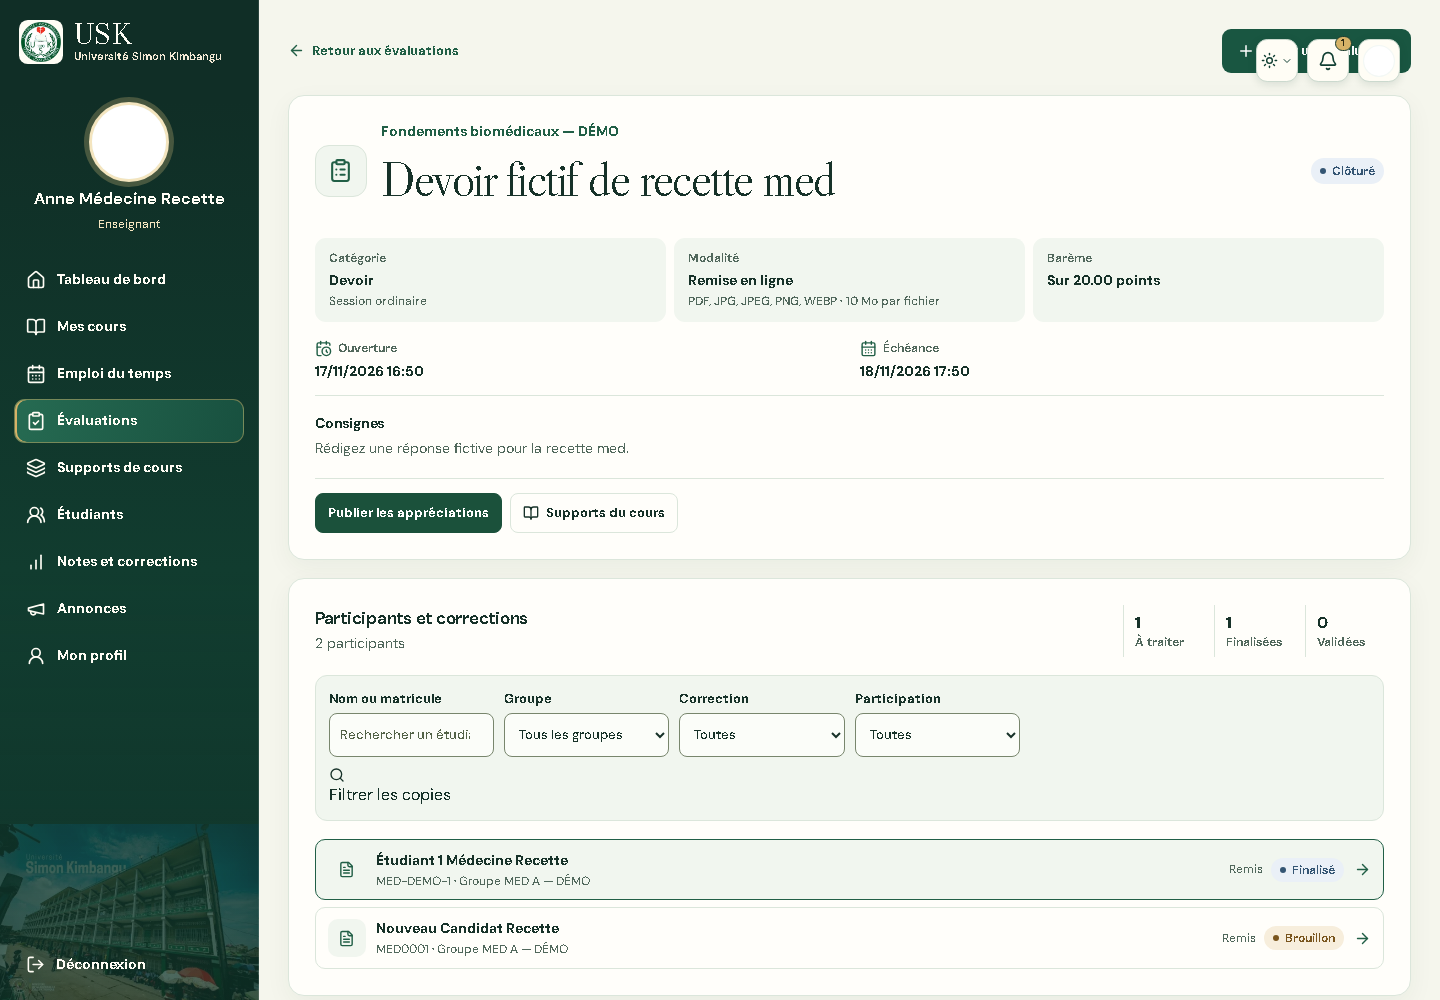 USK
Université Simon Kimbangu
Anne Médecine Recette
Enseignant
Tableau de bord
Mes cours
Emploi du temps
Évaluations
Supports de cours
Étudiants
Notes et corrections
Annonces
Mon profil
Simon Kimbangu
Déconnexion
Retour aux évaluations
1
Fondements biomédicaux — DÉMO
Devoir fictif de recette med
Clôturé
Catégorie
Devoir
Session ordinaire
Modalité
Remise en ligne
PDF, JPG, JPEG, PNG, WEBP · 10 Mo par fichier
Barème
Sur 20.00 points
Ouverture
17/11/2026 16:50
Échéance
18/11/2026 17:50
Consignes
Rédigez une réponse fictive pour la recette med.
Publier les appréciations
Supports du cours
Participants et corrections
2 participants
1
À traiter
1
Finalisées
0
Validées
Nom ou matricule
Groupe
Correction
Participation
Rechercher un étudi
Tous les groupes
Toutes
Toutes
Filtrer les copies
Étudiant 1 Médecine Recette
MED-DEMO-1 · Groupe MED A — DÉMO
Remis
Finalisé
Nouveau Candidat Recette
MED0001 · Groupe MED A — DÉMO
Remis
Brouillon